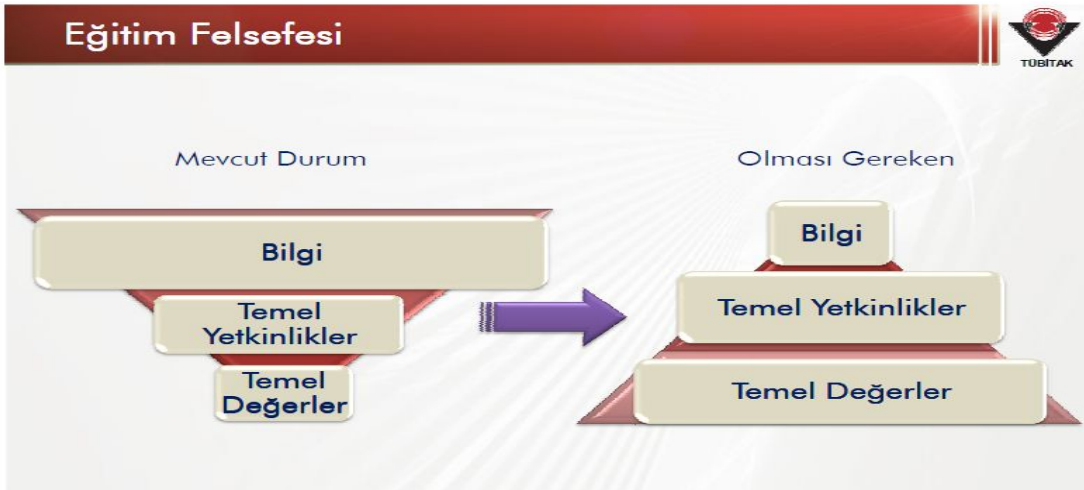 Eğitim Felsefesi
TÜBİTAK
Mevcut Durum
Bilgi
Temel
Yetkinlikler
Temel
Değerler
Olması Gereken
Bilgi
Temel Yetkinlikler
Temel Değerler